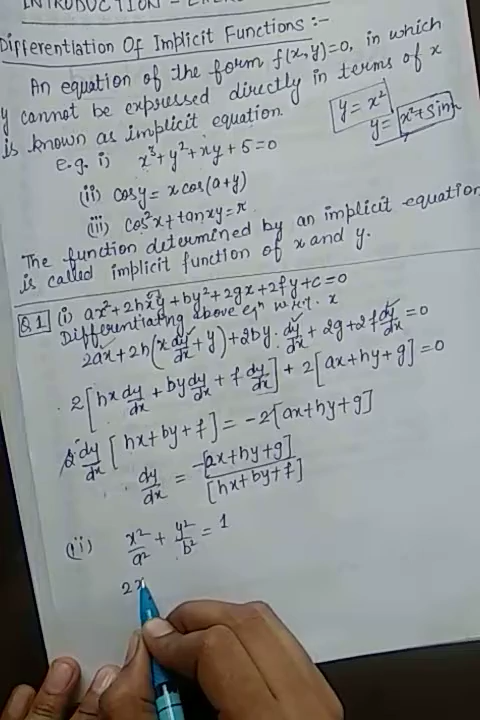 Differentiation Of Implicit Functions :-
An equation of the form f(x,y)=0, in which
y cannot be expressed directly in terms of x
is known as implicit equation.
y = x²
y = x²+sinx
e.g. i) x³+y²+xy+5=0
(ii) cosy = x cos(a+y)
(iii) cos²x+tanxy=π
The function determined by an implicit equation
is called implicit function of x and y.
Q.1 (i) ax²+2hxy+by²+2gx+2fy+c=0
Differentiating above eqⁿ w.r.t. x
2ax+2h(x dy/dx + y)+2by. dy/dx + 2g+2f dy/dx = 0
2[hx dy/dx + by dy/dx + f dy/dx] + 2[ax+hy+g]=0
2 dy/dx [hx+by+f] = -2[ax+hy+g]
dy/dx = -[ax+hy+g]/[hx+by+f]
(ii) x²/a² + y²/b² = 1
2x